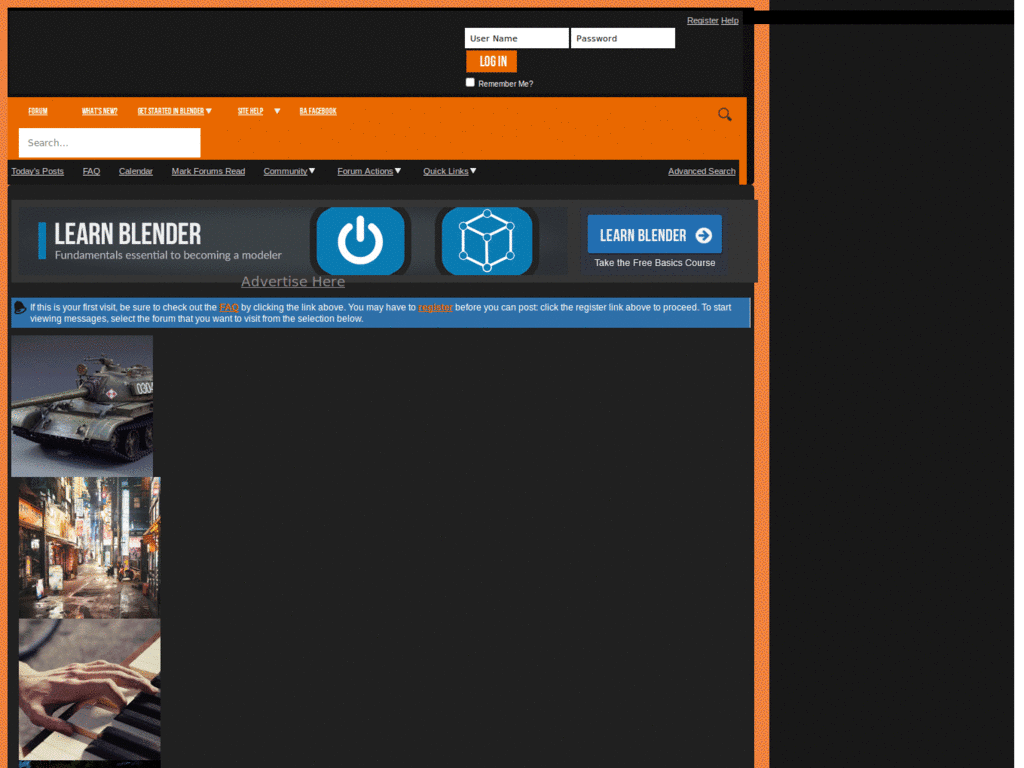 Register Help
User Name Password
LOG IN
Remember Me?
FORUM WHAT'S NEW? GET STARTED IN BLENDER SITE HELP BA FACEBOOK
Search...
Today's Posts FAQ Calendar Mark Forums Read Community Forum Actions Quick Links Advanced Search
LEARN BLENDER
Fundamentals essential to becoming a modeler
LEARN BLENDER
Take the Free Basics Course
Advertise Here
If this is your first visit, be sure to check out the FAQ by clicking the link above. You may have to register before you can post: click the register link above to proceed. To start
viewing messages, select the forum that you want to visit from the selection below.